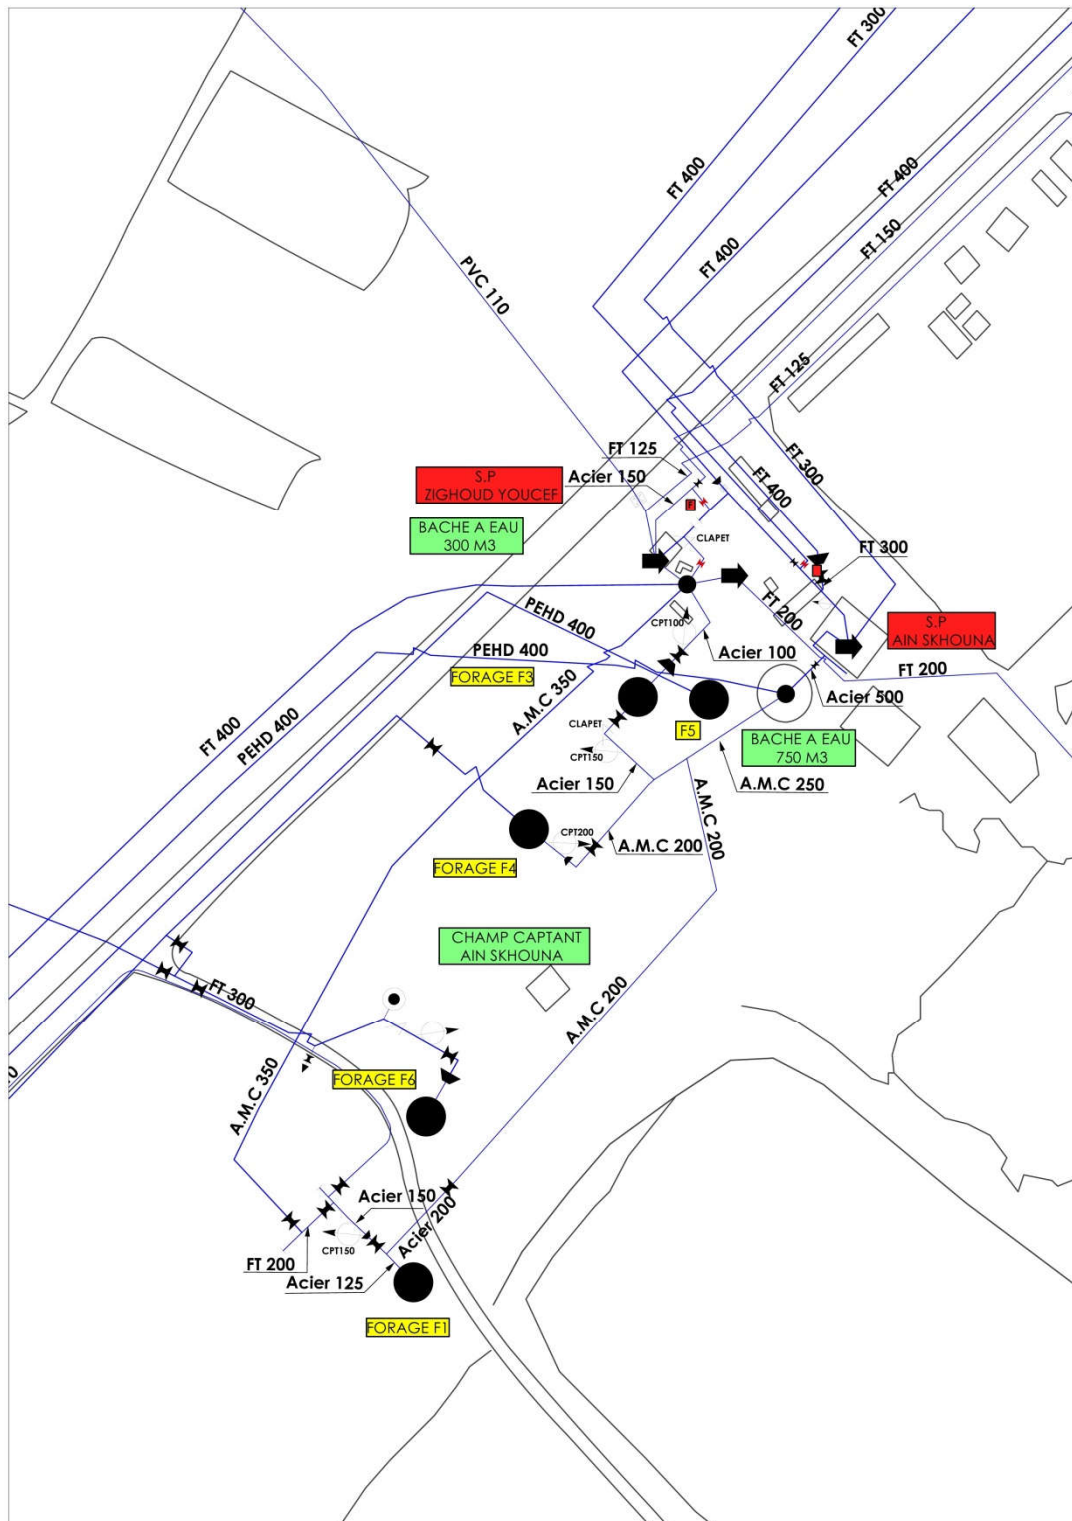 FT 300
FT 400
FT 400
FT 400
FT 150
PVC 110
FT 125
FT 125
S.P
ZIGHOUD YOUCEF
Acier 150
FT 300
FT 400
BACHE A EAU
300 M3
F
CLAPET
FT 300
FT 200
PEHD 400
CPT100
S.P
AIN SKHOUNA
PEHD 400
Acier 100
FORAGE F3
FT 200
A.M.C 350
Acier 500
FT 400
PEHD 400
CLAPET
F5
BACHE A EAU
750 M3
CPT150
Acier 150
A.M.C 250
A.M.C 200
CPT200
A.M.C 200
FORAGE F4
CHAMP CAPTANT
AIN SKHOUNA
FT 300
A.M.C 200
FORAGE F6
A.M.C 350
Acier 150
Acier 200
CPT150
FT 200
Acier 125
FORAGE F1